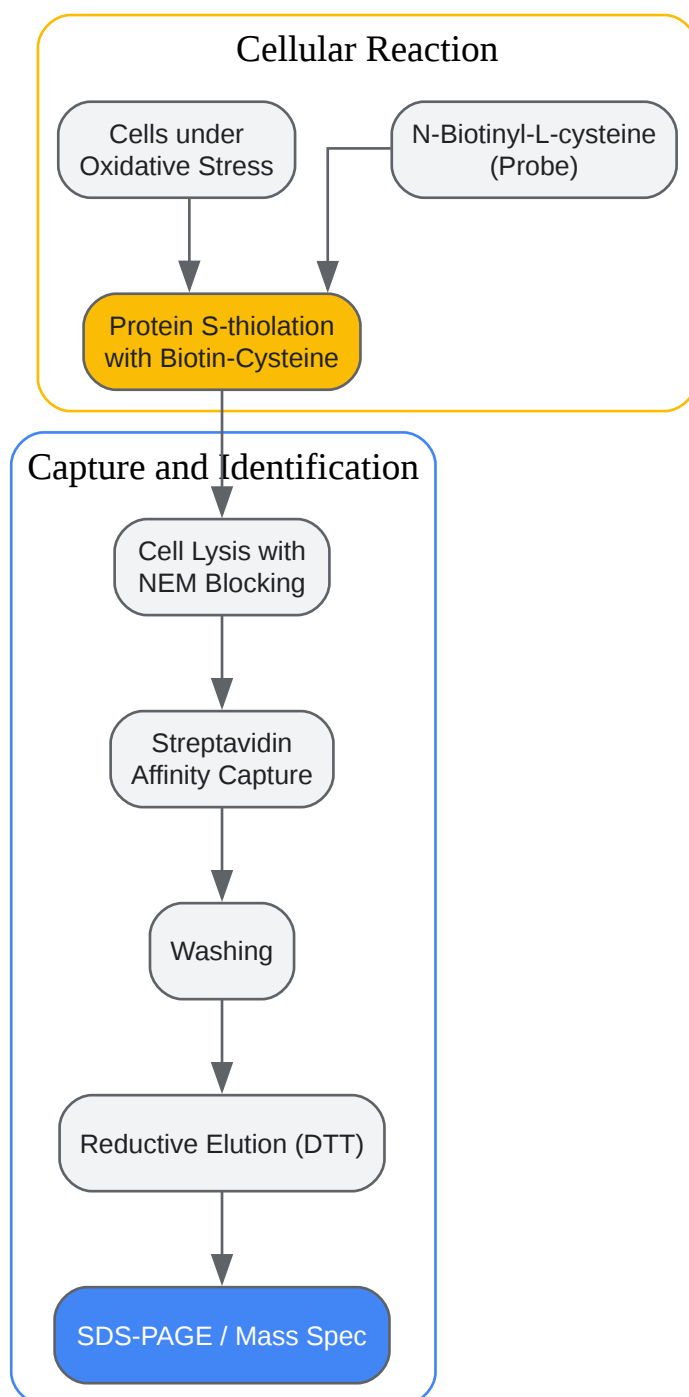 Cellular Reaction
Cells under
Oxidative Stress
N-Biotinyl-L-cysteine
(Probe)
Protein S-thiolation
with Biotin-Cysteine
Capture and Identification
Cell Lysis with
NEM Blocking
Streptavidin
Affinity Capture
Washing
Reductive Elution (DTT)
SDS-PAGE / Mass Spec